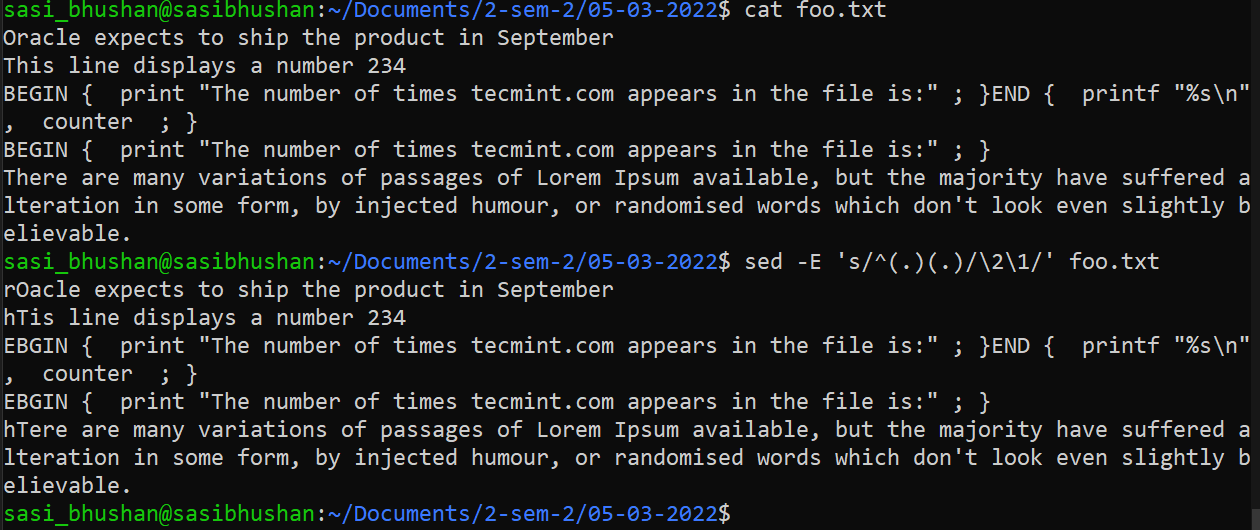 sasi_bhushan@sasibhushan:~/Documents/2-sem-2/05-03-2022$ cat foo.txt
Oracle expects to ship the product in September
This line displays a number 234
BEGIN {  print "The number of times tecmint.com appears in the file is:" ; }END {  printf "%s\n"
,  counter  ; }
BEGIN {  print "The number of times tecmint.com appears in the file is:" ; }
There are many variations of passages of Lorem Ipsum available, but the majority have suffered a
lteration in some form, by injected humour, or randomised words which don't look even slightly b
elievable.
sasi_bhushan@sasibhushan:~/Documents/2-sem-2/05-03-2022$ sed -E 's/^(.)(.)/\2\1/' foo.txt
rOacle expects to ship the product in September
hTis line displays a number 234
EBGIN {  print "The number of times tecmint.com appears in the file is:" ; }END {  printf "%s\n"
,  counter  ; }
EBGIN {  print "The number of times tecmint.com appears in the file is:" ; }
hTere are many variations of passages of Lorem Ipsum available, but the majority have suffered a
lteration in some form, by injected humour, or randomised words which don't look even slightly b
elievable.
sasi_bhushan@sasibhushan:~/Documents/2-sem-2/05-03-2022$